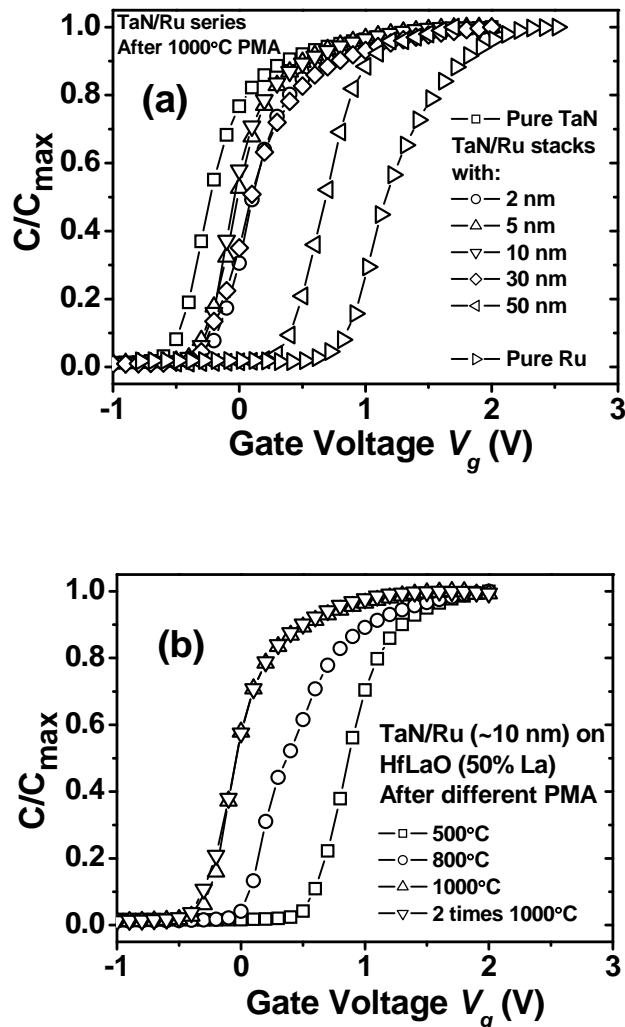 TaN/Ru series
After 1000°C PMA
(a)
1.0
0.8
0.6
0.4
0.2
0.0
C/Cmax
Pure TaN
TaN/Ru stacks
with:
2 nm
5 nm
10 nm
30 nm
50 nm
Pure Ru
-1 0 1 2 3
Gate Voltage Vg (V)
(b)
1.0
0.8
0.6
0.4
0.2
0.0
C/Cmax
TaN/Ru (~10 nm) on
HfLaO (50% La)
After different PMA
500°C
800°C
1000°C
2 times 1000°C
-1 0 1 2 3
Gate Voltage Vg (V)